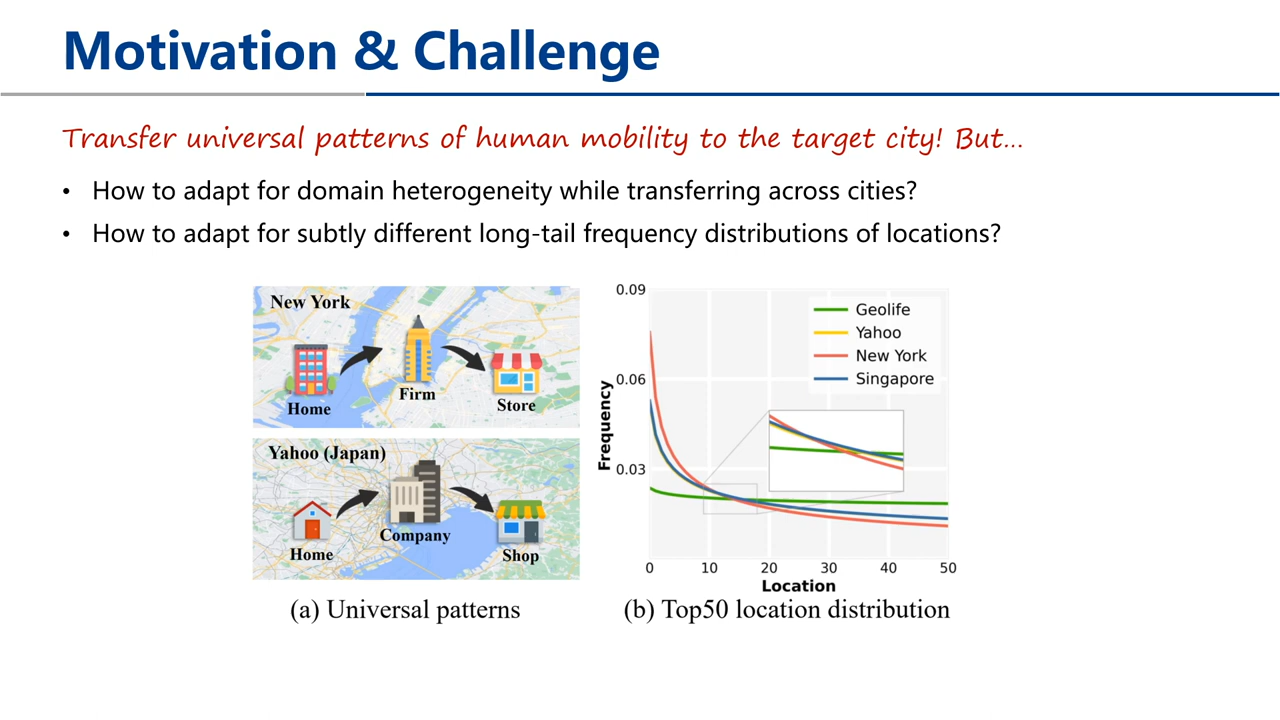 Motivation & Challenge
Transfer universal patterns of human mobility to the target city! But...
• How to adapt for domain heterogeneity while transferring across cities?
• How to adapt for subtly different long-tail frequency distributions of locations?
New York
Home
Firm
Store
Yahoo (Japan)
Home
Company
Shop
(a) Universal patterns
0.09
0.06
0.03
Frequency
Geolife
Yahoo
New York
Singapore
0 10 20 30 40 50
Location
(b) Top50 location distribution